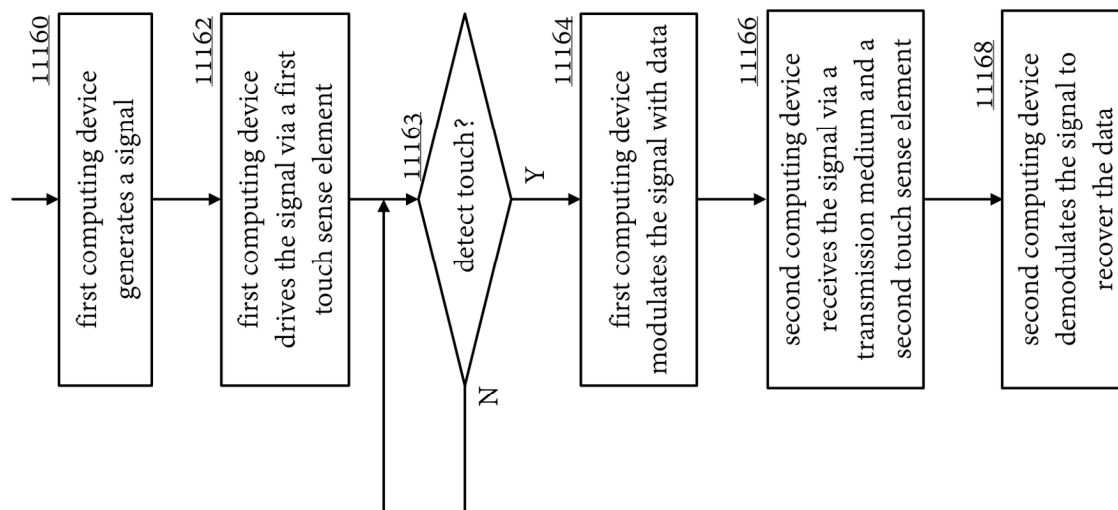 11160
first computing device
generates a signal
11162
first computing device
drives the signal via a first
touch sense element
11163
detect touch?
N
Y
11164
first computing device
modulates the signal with data
11166
second computing device
receives the signal via a
transmission medium and a
second touch sense element
11168
second computing device
demodulates the signal to
recover the data